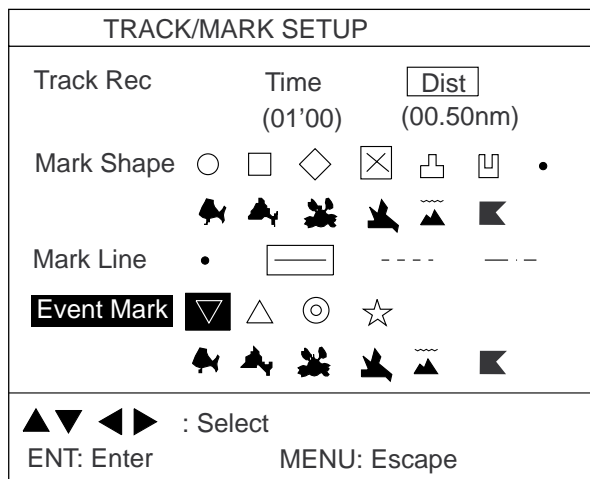 TRACK/MARK SETUP
Track Rec Time Dist
(01'00) (00.50nm)
Mark Shape
Mark Line
Event Mark
: Select
ENT: Enter MENU: Escape